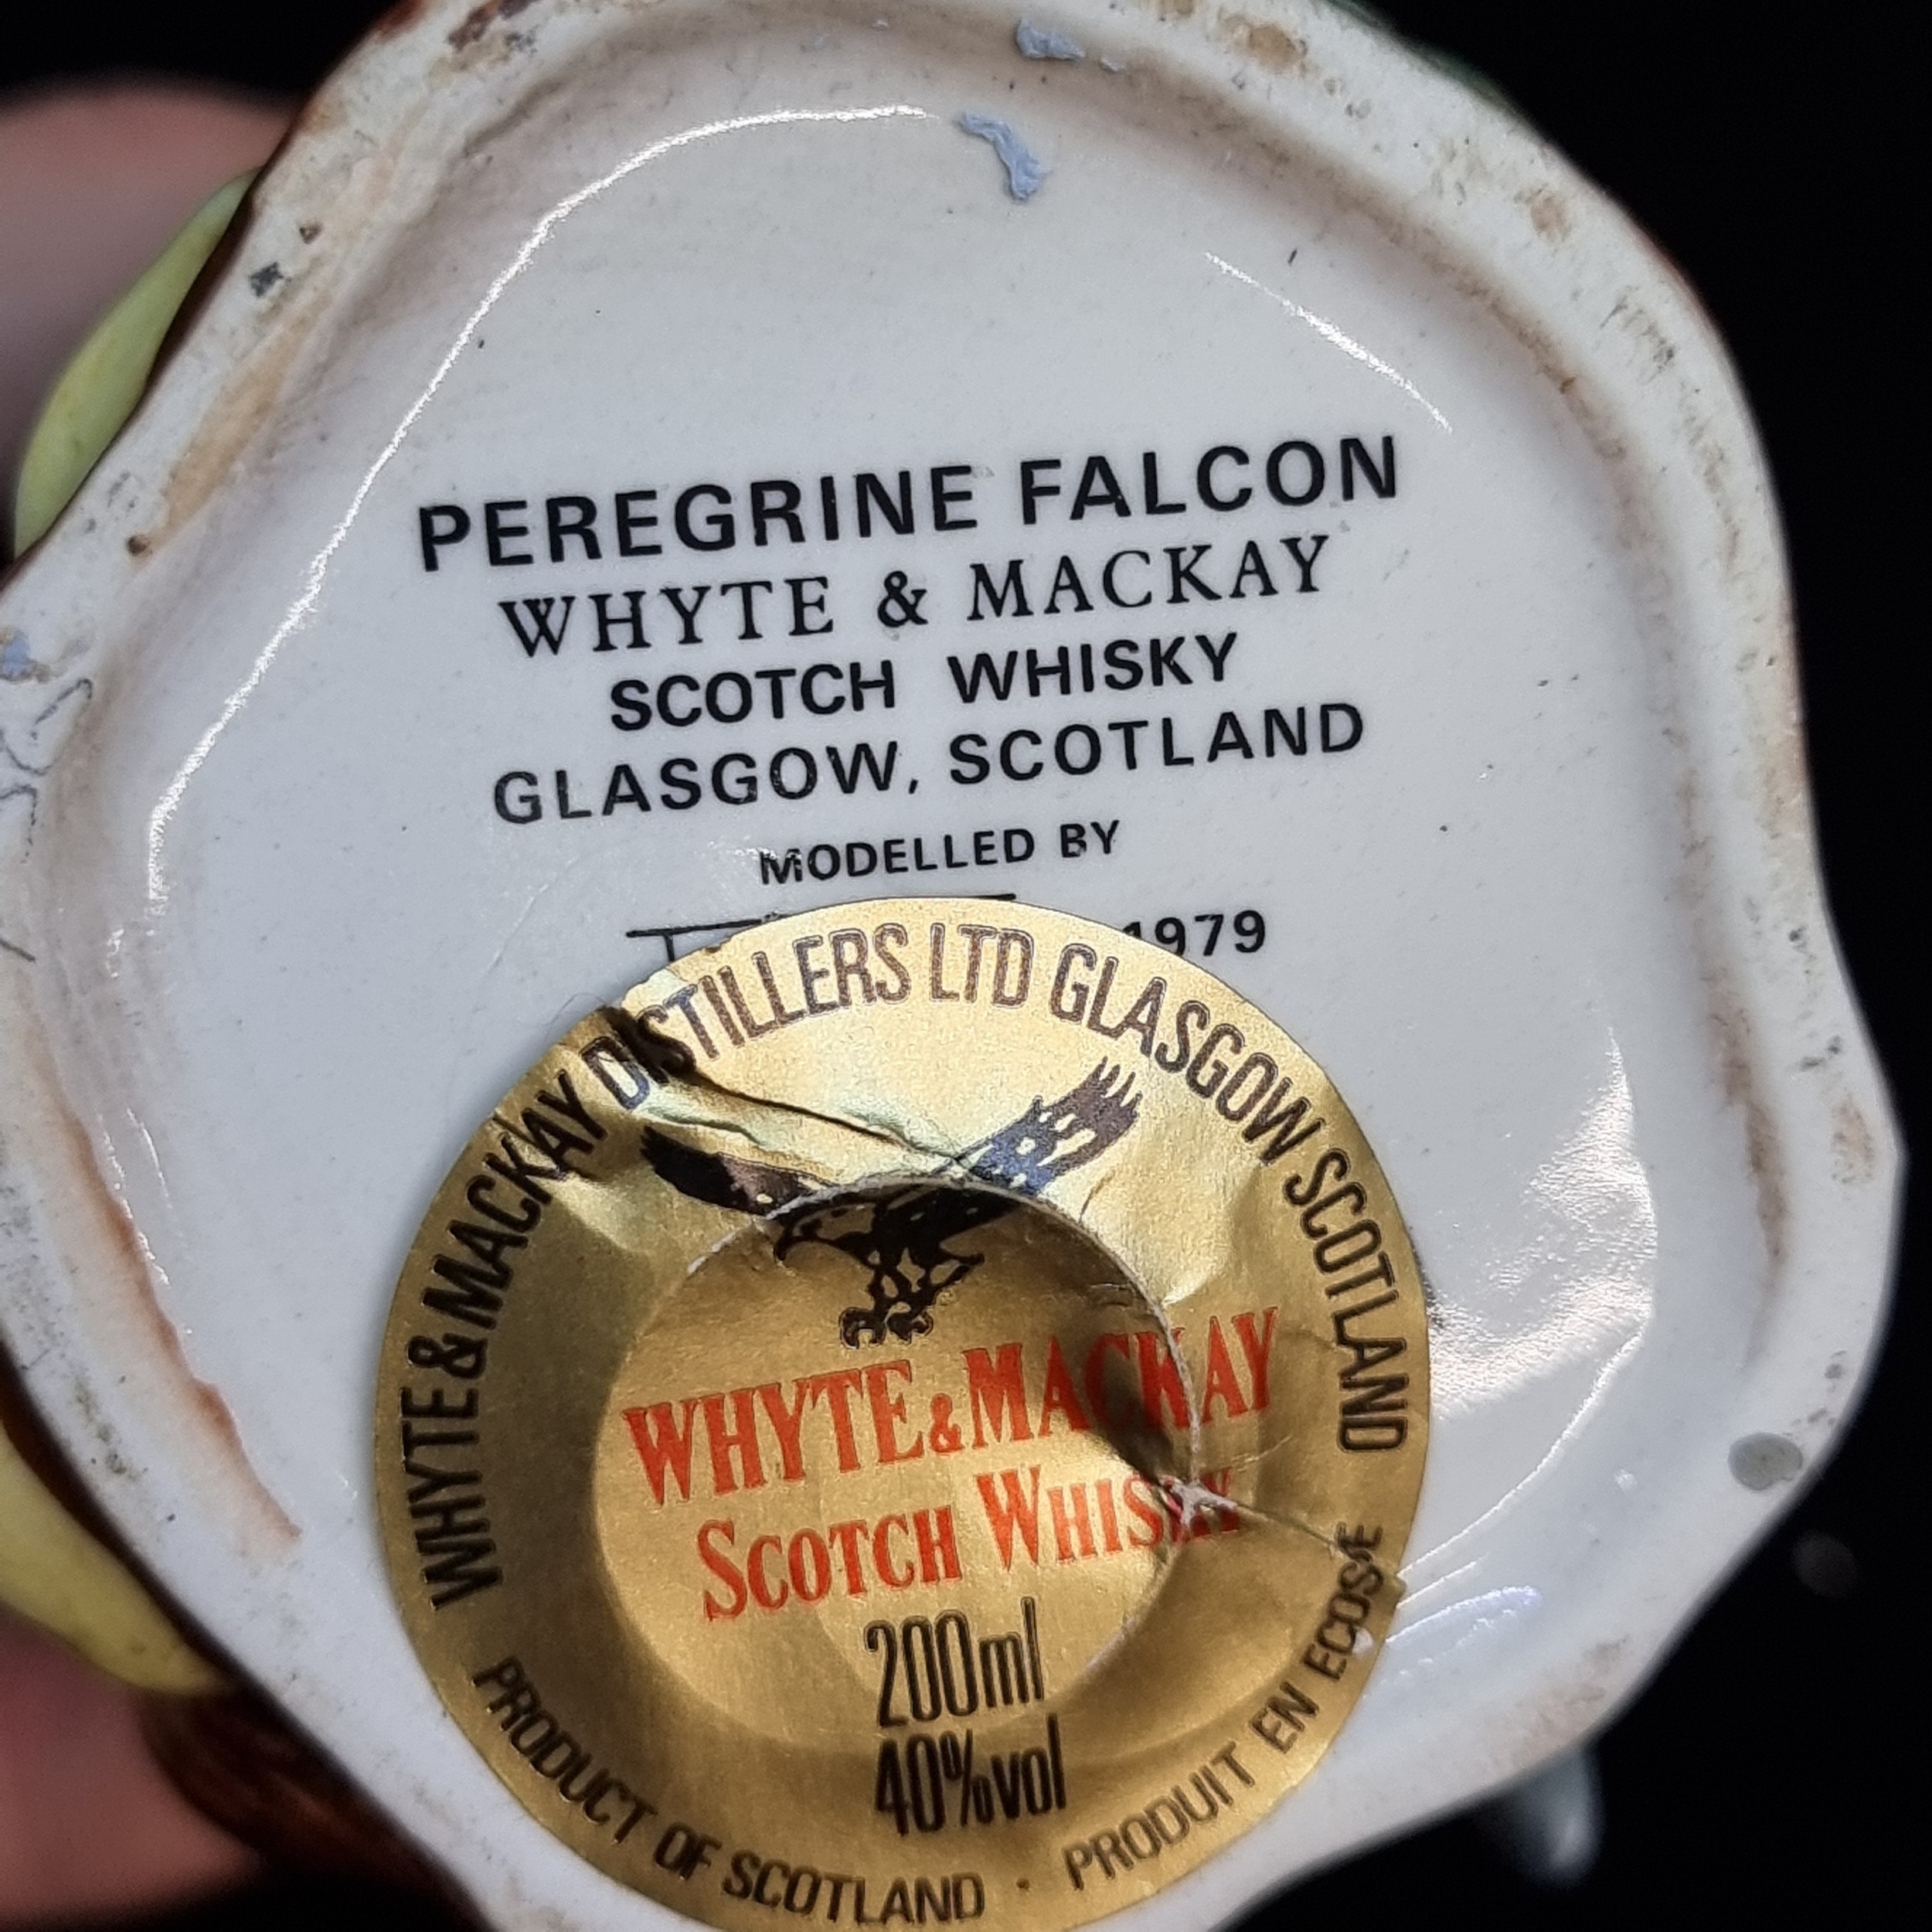 PEREGRINE FALCON
WHYTE & MACKAY
SCOTCH WHISKY
GLASGOW, SCOTLAND
MODELLED BY
1979
WHYTE & MACKAY DISTILLERS LTD GLASGOW SCOTLAND
WHYTE & MACKAY
SCOTCH WHISKY
200ml
40%vol
PRODUCT OF SCOTLAND · PRODUIT EN ECOSSE